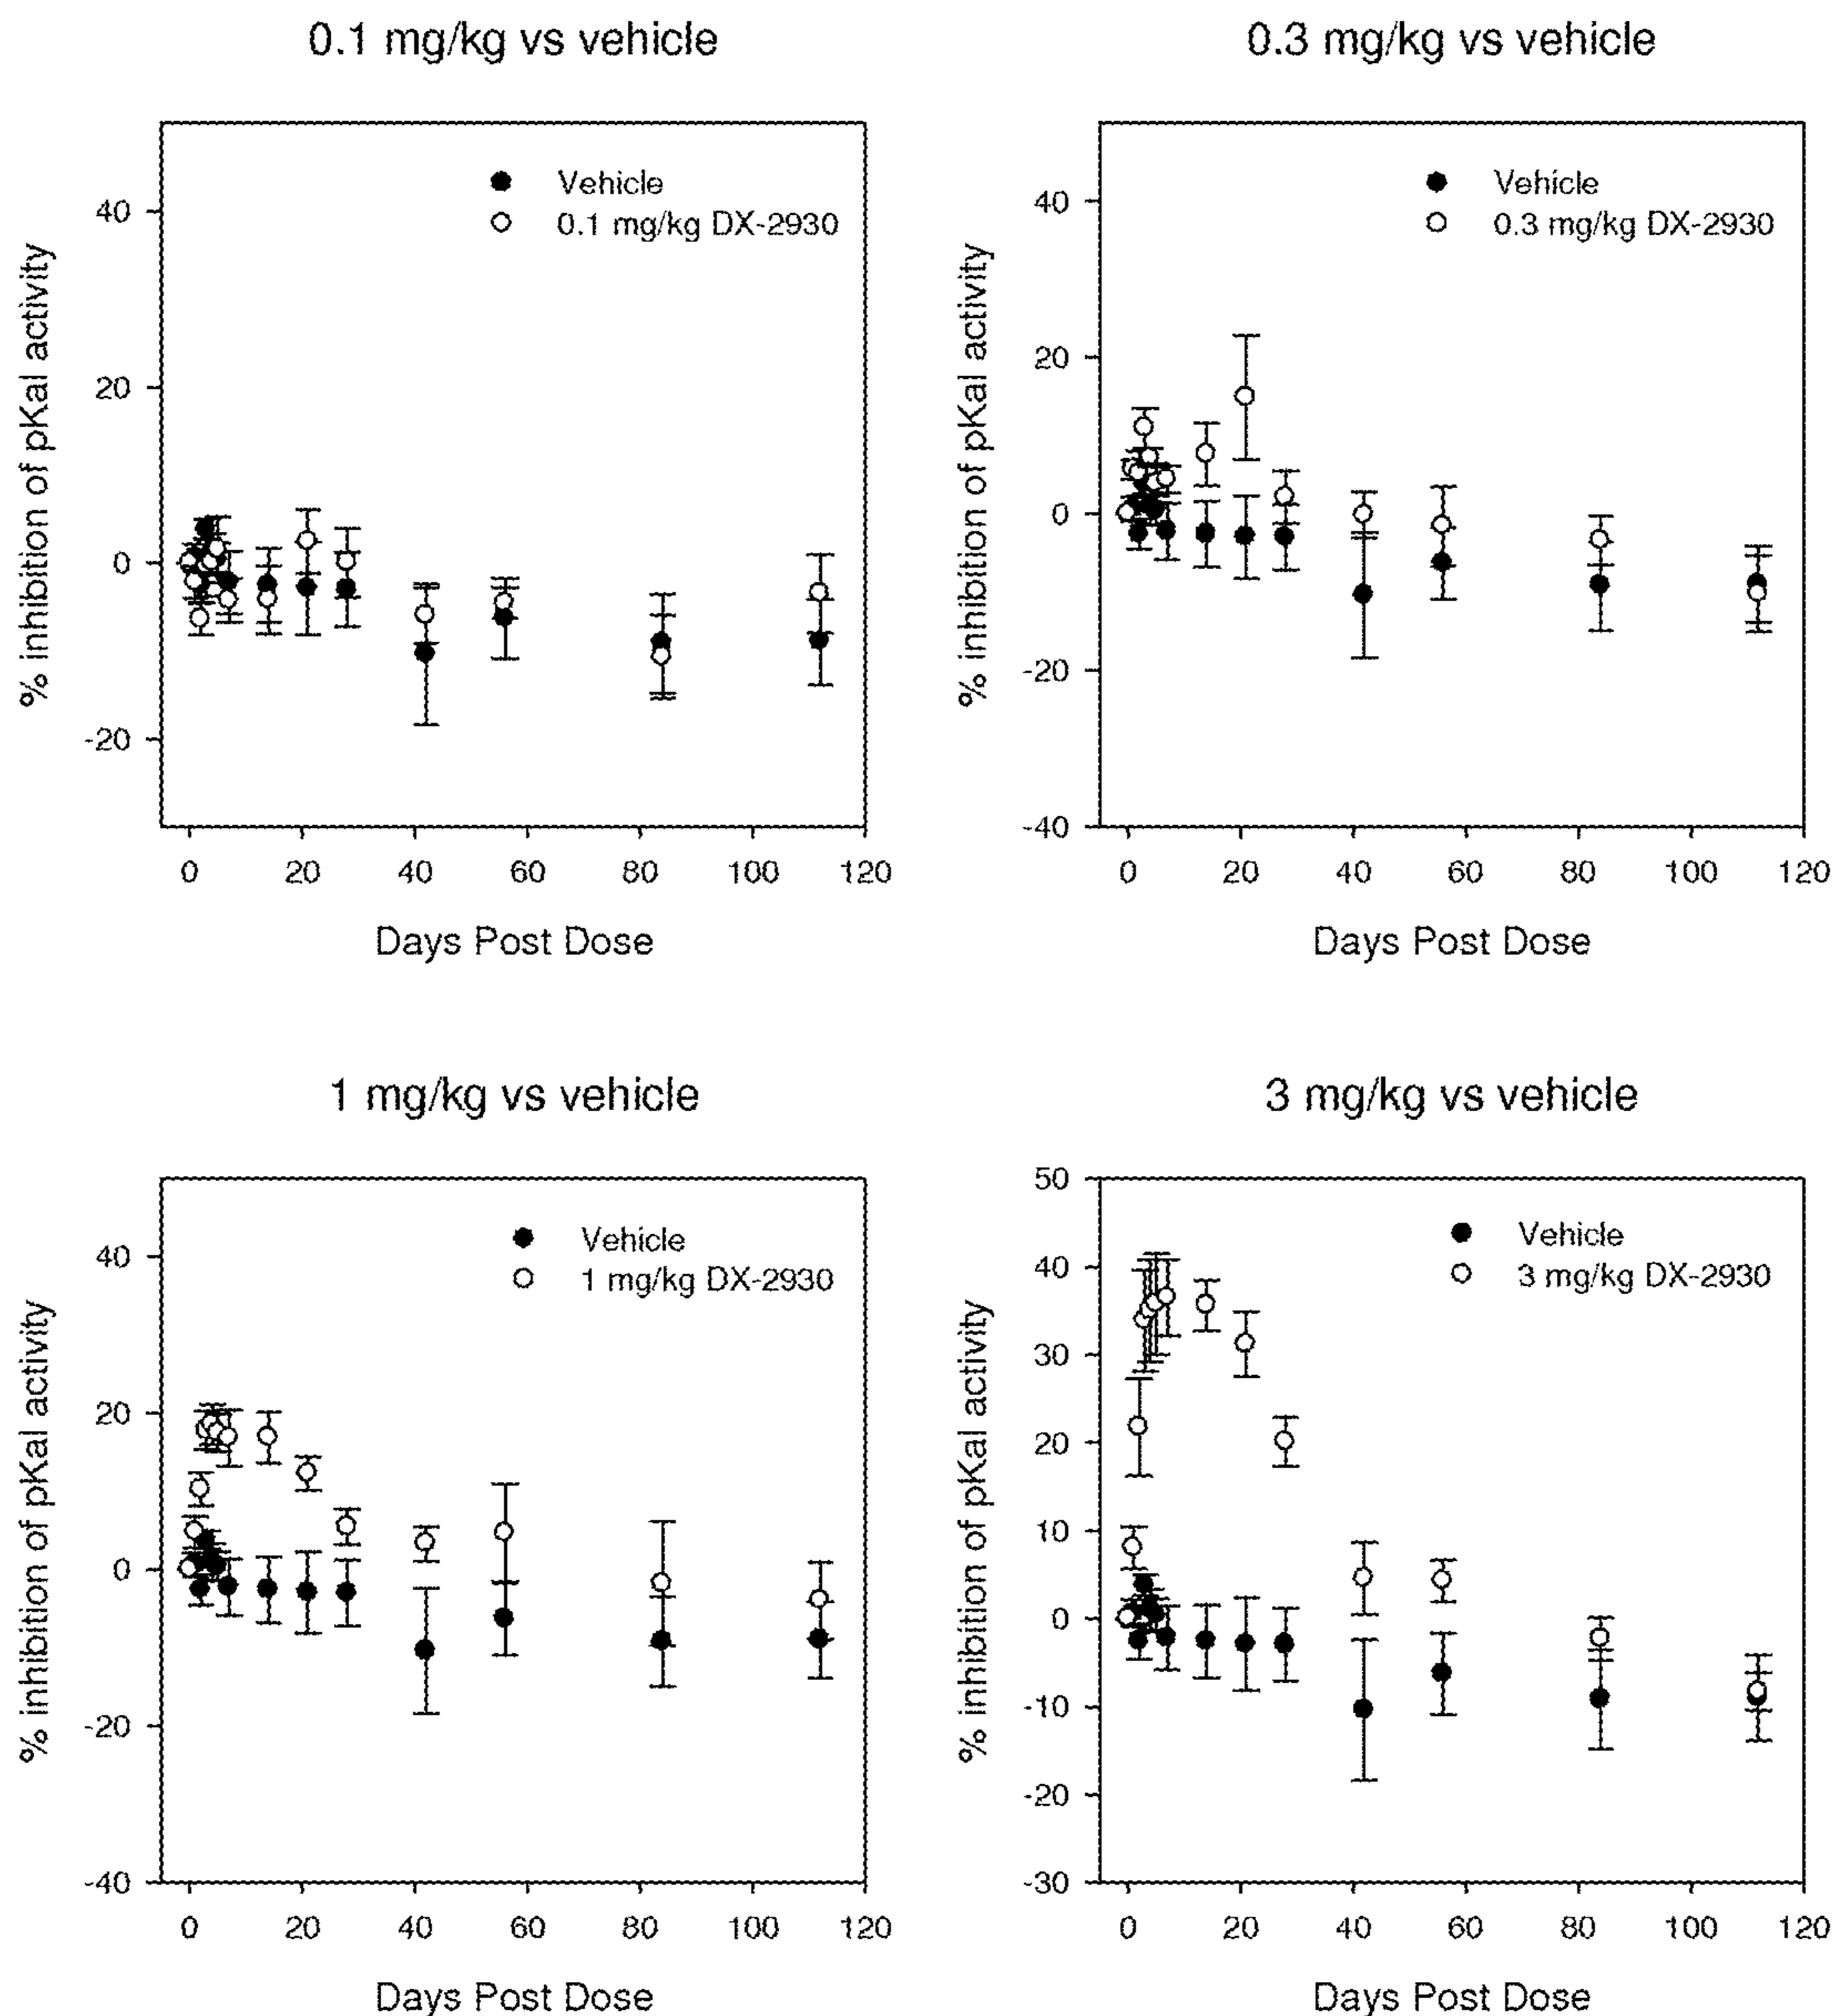 0.1 mg/kg vs vehicle
% inhibition of pKal activity
40
20
0
-20
Vehicle
0.1 mg/kg DX-2930
0 20 40 60 80 100 120
Days Post Dose
0.3 mg/kg vs vehicle
% inhibition of pKal activity
40
20
0
-20
-40
Vehicle
0.3 mg/kg DX-2930
0 20 40 60 80 100 120
Days Post Dose
1 mg/kg vs vehicle
% inhibition of pKal activity
40
20
0
-20
-40
Vehicle
1 mg/kg DX-2930
0 20 40 60 80 100 120
Days Post Dose
3 mg/kg vs vehicle
% inhibition of pKal activity
50
40
30
20
10
0
-10
-20
-30
Vehicle
3 mg/kg DX-2930
0 20 40 60 80 100 120
Days Post Dose